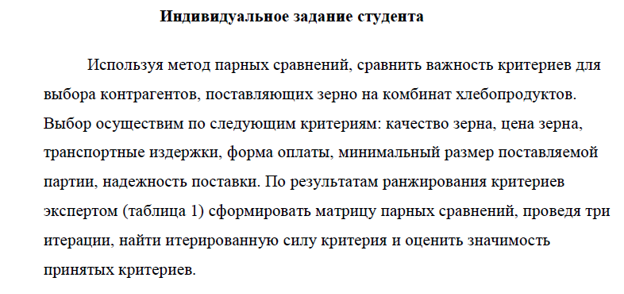 Индивидуальное задание студента
Используя метод парных сравнений, сравнить важность критериев для
выбора контрагентов, поставляющих зерно на комбинат хлебопродуктов.
Выбор осуществим по следующим критериям: качество зерна, цена зерна,
транспортные издержки, форма оплаты, минимальный размер поставляемой
партии, надежность поставки. По результатам ранжирования критериев
экспертом (таблица 1) сформировать матрицу парных сравнений, проведя три
итерации, найти итерированную силу критерия и оценить значимость
принятых критериев.